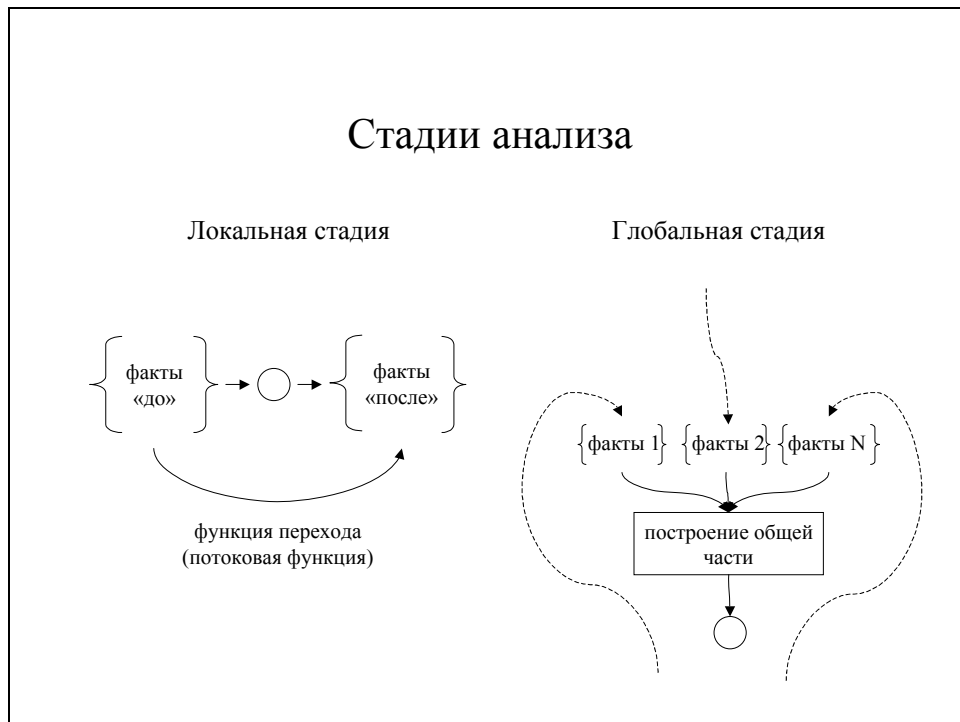 Стадии анализа
Локальная стадия
факты
«до»
факты
«после»
функция перехода
(потоковая функция)
Глобальная стадия
факты 1
факты 2
факты N
построение общей
части